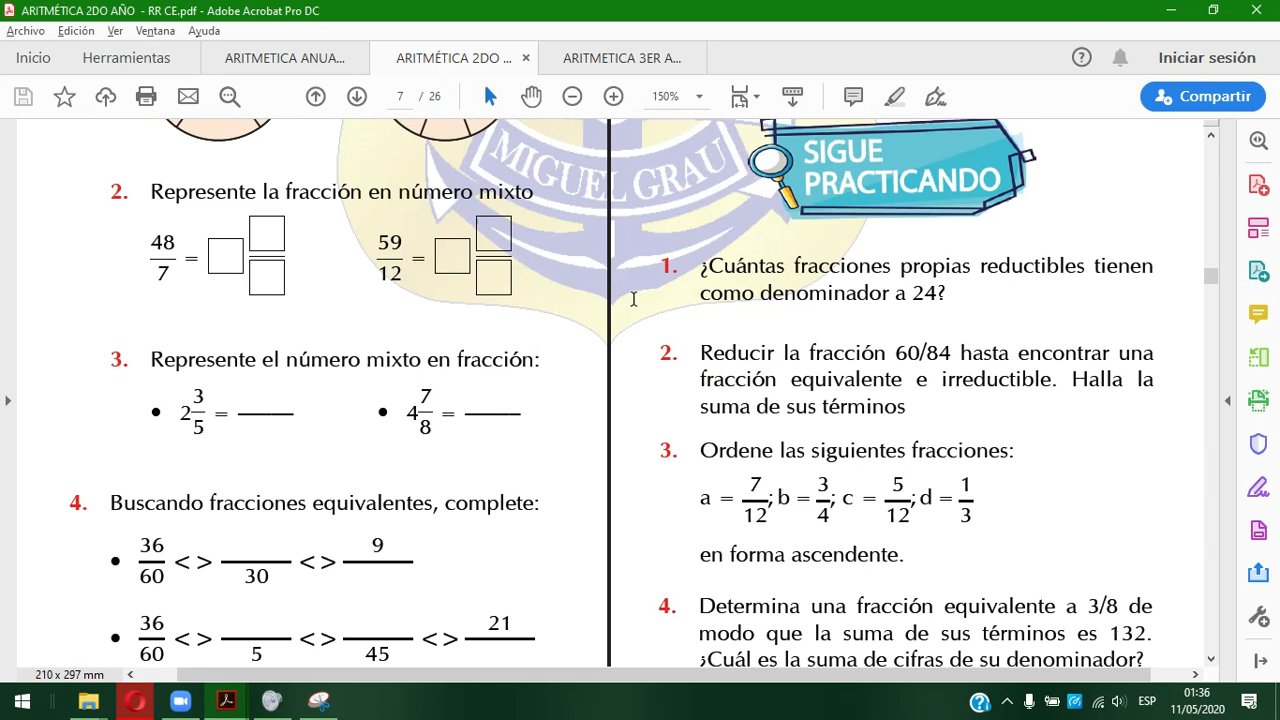 ARITMÉTICA 2DO AÑO - RR CE.pdf - Adobe Acrobat Pro DC
Archivo Edición Ver Ventana Ayuda
Inicio Herramientas ARITMETICA ANUA... ARITMÉTICA 2DO ... × ARITMETICA 3ER A... Iniciar sesión
7 / 26 150% Compartir
MIGUEL GRAU
2. Represente la fracción en número mixto
48/7 = 59/12 =
3. Represente el número mixto en fracción:
• 2 3/5 = ____ • 4 7/8 = ____
4. Buscando fracciones equivalentes, complete:
• 36/60 < > __/30 < > 9/__
• 36/60 < > __/5 < > __/45 < > 21/__
SIGUE
PRACTICANDO
1. ¿Cuántas fracciones propias reductibles tienen
como denominador a 24?
2. Reducir la fracción 60/84 hasta encontrar una
fracción equivalente e irreductible. Halla la
suma de sus términos
3. Ordene las siguientes fracciones:
a = 7/12; b = 3/4; c = 5/12; d = 1/3
en forma ascendente.
4. Determina una fracción equivalente a 3/8 de
modo que la suma de sus términos es 132.
¿Cuál es la suma de cifras de su denominador?
210 x 297 mm
ESP
01:36
11/05/2020